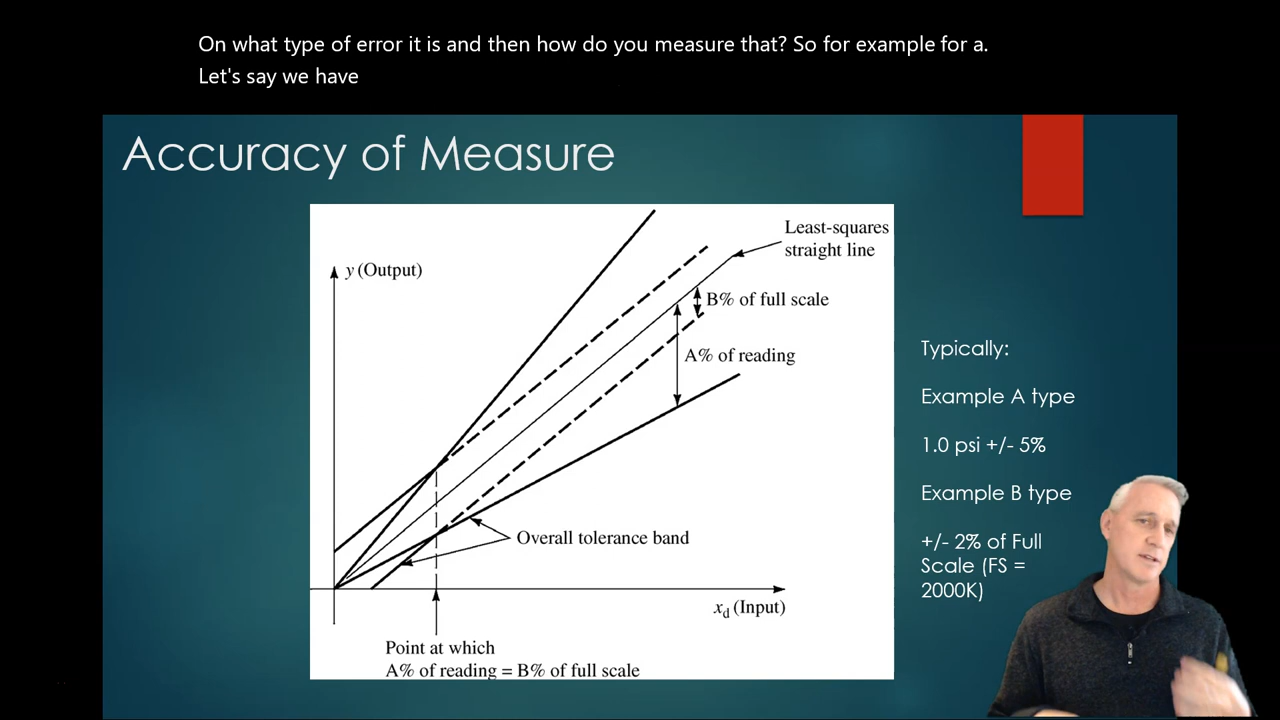 On what type of error it is and then how do you measure that? So for example for a.
Let's say we have
Accuracy of Measure
Least-squares
straight line
y (Output)
B% of full scale
A% of reading
Overall tolerance band
xd (Input)
Point at which
A% of reading = B% of full scale
Typically:
Example A type
1.0 psi +/- 5%
Example B type
+/- 2% of Full
Scale (FS =
2000K)